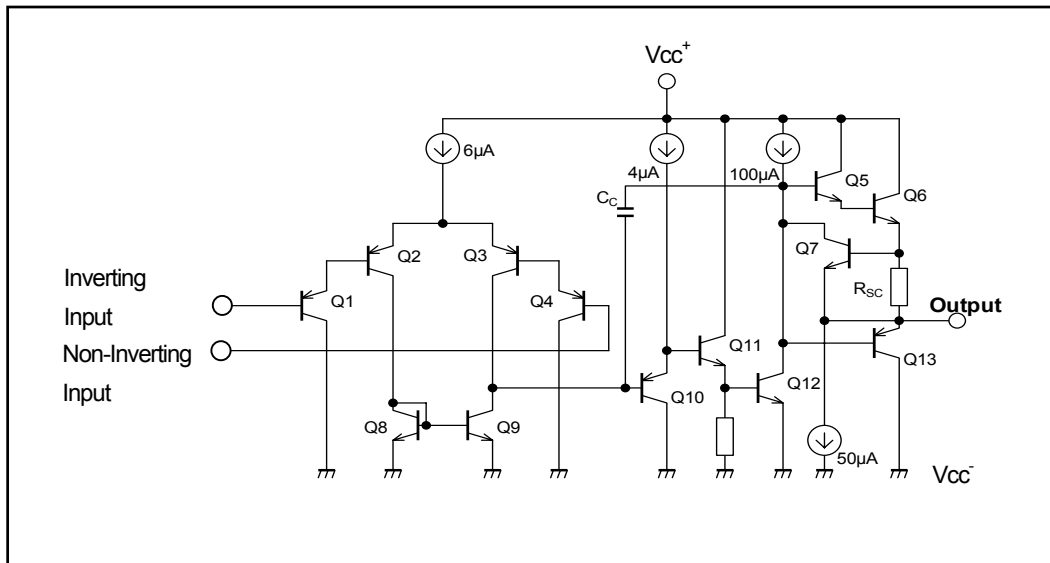 Vcc+
6µA
4µA
100µA
Q5
Q6
CC
Q2
Q3
Q7
Inverting
Input
Q1
Q4
RSC
Output
Non-Inverting
Input
Q11
Q13
Q10
Q12
Q8
Q9
50µA
Vcc-